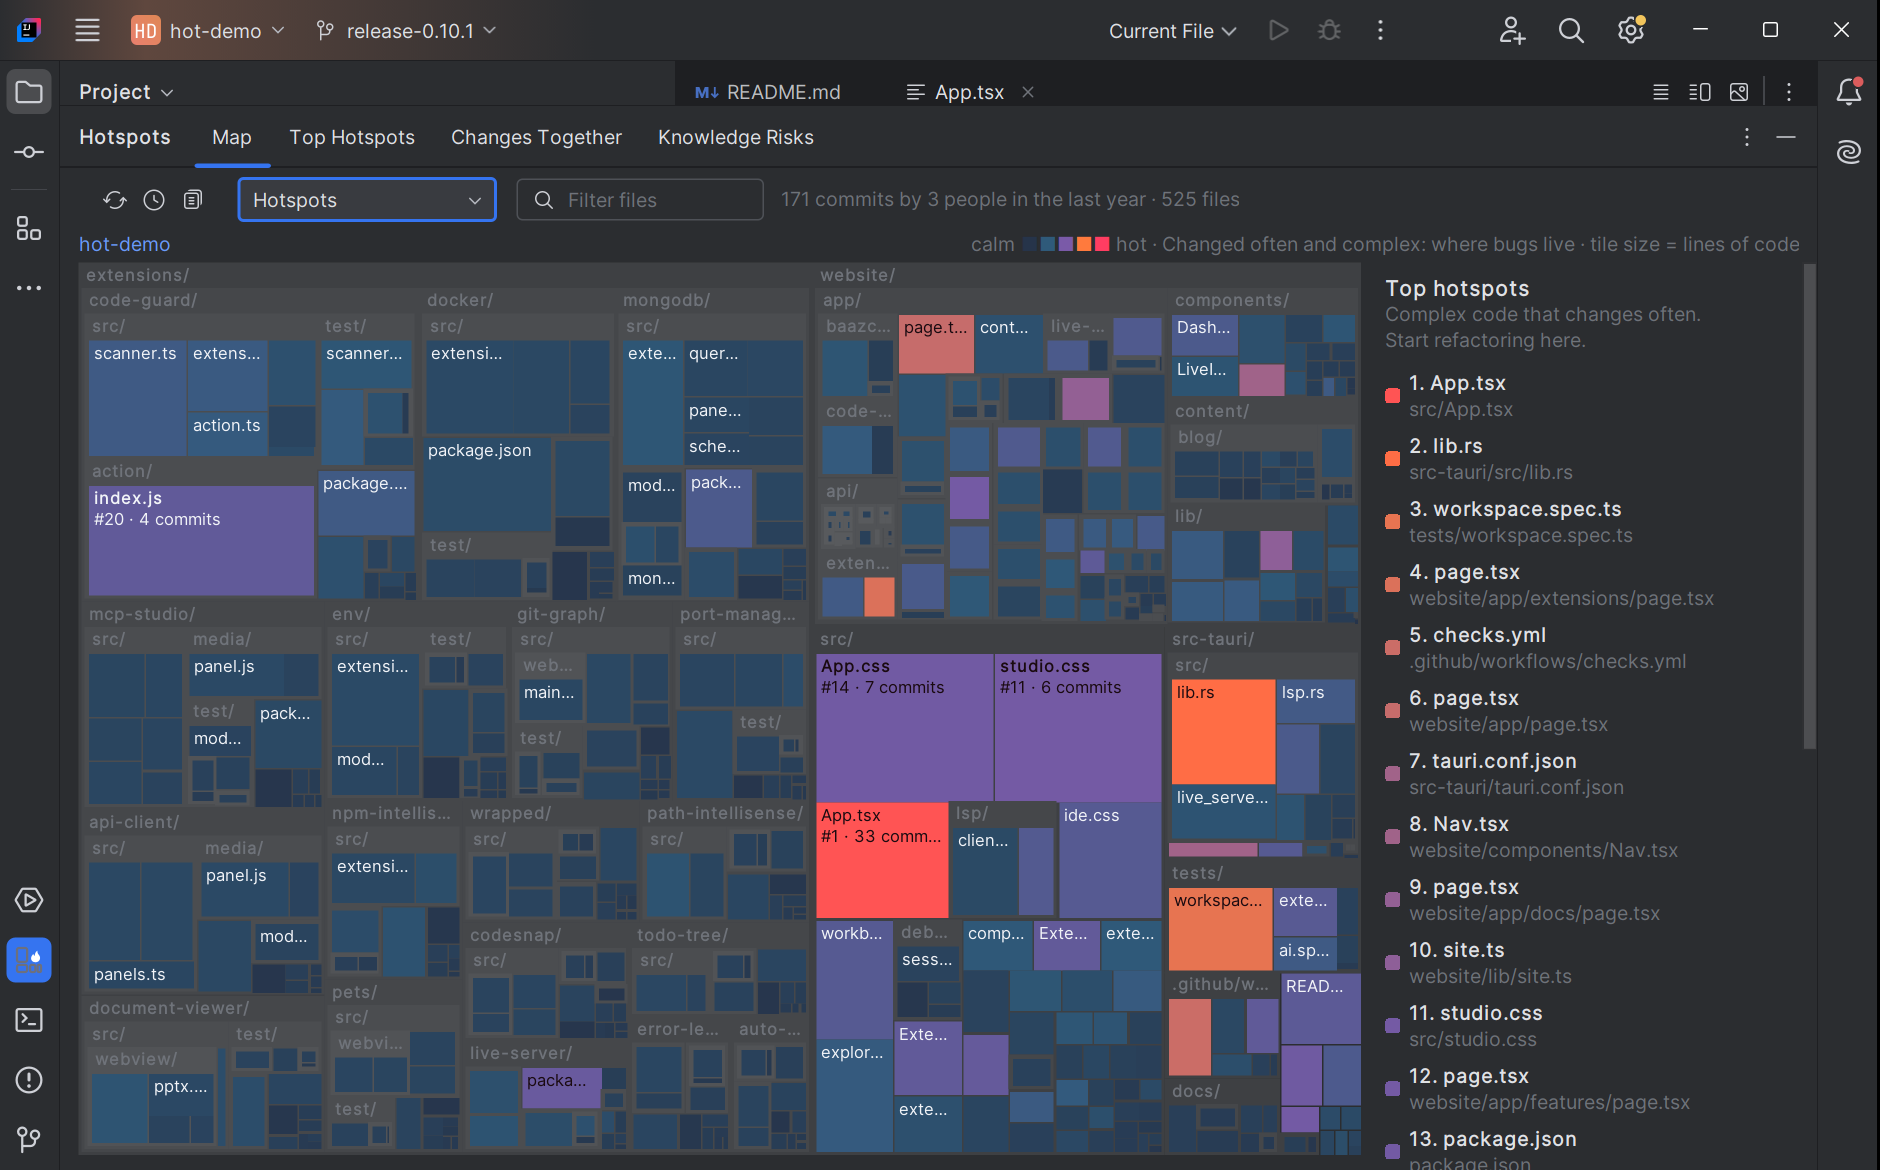 HD hot-demo release-0.10.1 Current File
Project M↓ README.md App.tsx
Hotspots Map Top Hotspots Changes Together Knowledge Risks
Hotspots Filter files 171 commits by 3 people in the last year · 525 files
hot-demo calm hot · Changed often and complex: where bugs live · tile size = lines of code
extensions/
code-guard/
src/
scanner.ts
extens...
action.ts
test/
scanner...
action/
index.js
#20 · 4 commits
package....
docker/
src/
extensi...
package.json
test/
mongodb/
src/
exte...
quer...
pane...
sche...
mod...
pack...
mon...
mcp-studio/
src/
media/
panel.js
test/
mod...
pack...
env/
src/
extensi...
mod...
test/
git-graph/
src/
web...
main...
test/
port-manag...
src/
test/
api-client/
src/
panels.ts
media/
panel.js
mod...
npm-intellis...
src/
extensi...
wrapped/
src/
path-intellisense/
src/
codesnap/
src/
todo-tree/
src/
document-viewer/
src/
webview/
pptx....
test/
pets/
src/
webvi...
test/
live-server/
packa...
error-le...
auto-...
website/
app/
baazc...
page.t...
cont...
live-...
code-...
api/
exten...
components/
Dash...
Livel...
content/
blog/
lib/
src/
App.css
#14 · 7 commits
studio.css
#11 · 6 commits
App.tsx
#1 · 33 comm...
lsp/
clien...
ide.css
workb...
deb...
sess...
comp...
Exte...
exte...
explor...
Exte...
exte...
src-tauri/
src/
lib.rs
lsp.rs
live_serve...
tests/
workspac...
exte...
ai.sp...
.github/w...
READ...
docs/
Top hotspots
Complex code that changes often.
Start refactoring here.
1. App.tsx
src/App.tsx
2. lib.rs
src-tauri/src/lib.rs
3. workspace.spec.ts
tests/workspace.spec.ts
4. page.tsx
website/app/extensions/page.tsx
5. checks.yml
.github/workflows/checks.yml
6. page.tsx
website/app/page.tsx
7. tauri.conf.json
src-tauri/tauri.conf.json
8. Nav.tsx
website/components/Nav.tsx
9. page.tsx
website/app/docs/page.tsx
10. site.ts
website/lib/site.ts
11. studio.css
src/studio.css
12. page.tsx
website/app/features/page.tsx
13. package.json
package.json